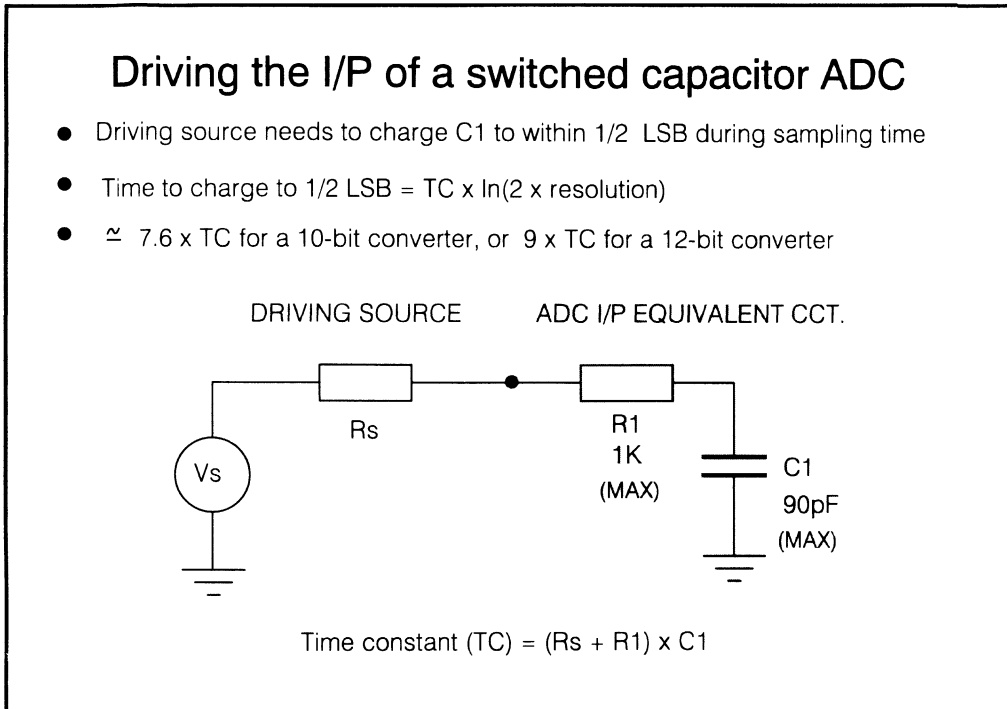 Driving the I/P of a switched capacitor ADC
● Driving source needs to charge C1 to within 1/2 LSB during sampling time
● Time to charge to 1/2 LSB = TC x ln(2 x resolution)
● ≃ 7.6 x TC for a 10-bit converter, or 9 x TC for a 12-bit converter
DRIVING SOURCE
ADC I/P EQUIVALENT CCT.
Rs
R1
1K
(MAX)
Vs
C1
90pF
(MAX)
Time constant (TC) = (Rs + R1) x C1